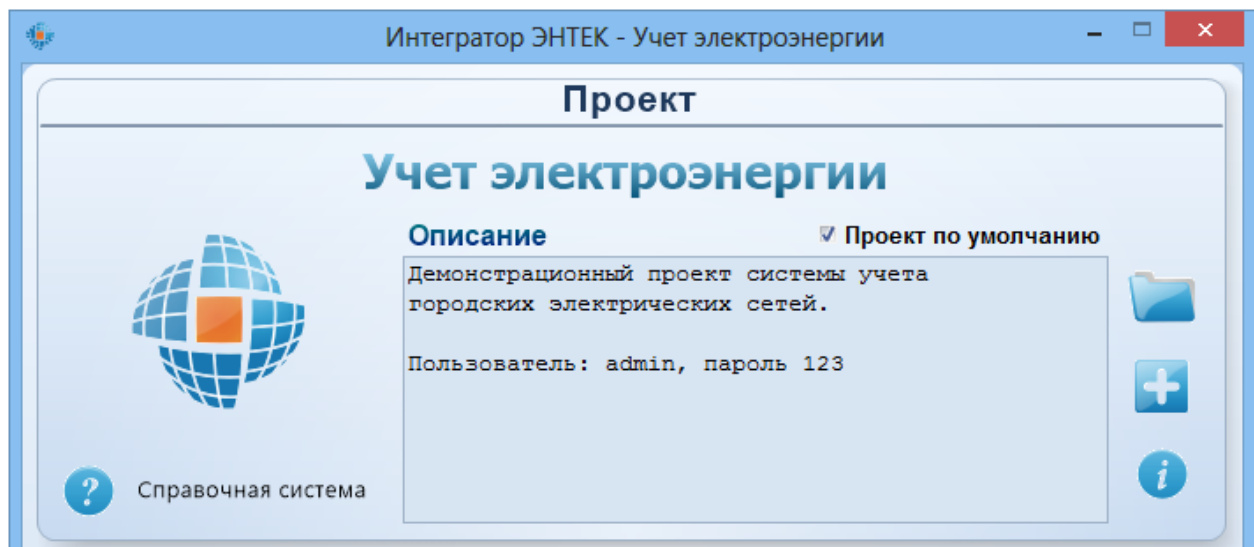 Интегратор ЭНТЕК - Учет электроэнергии
Проект
Учет электроэнергии
Описание
Проект по умолчанию
Демонстрационный проект системы учета
городских электрических сетей.
Пользователь: admin, пароль 123
Справочная система